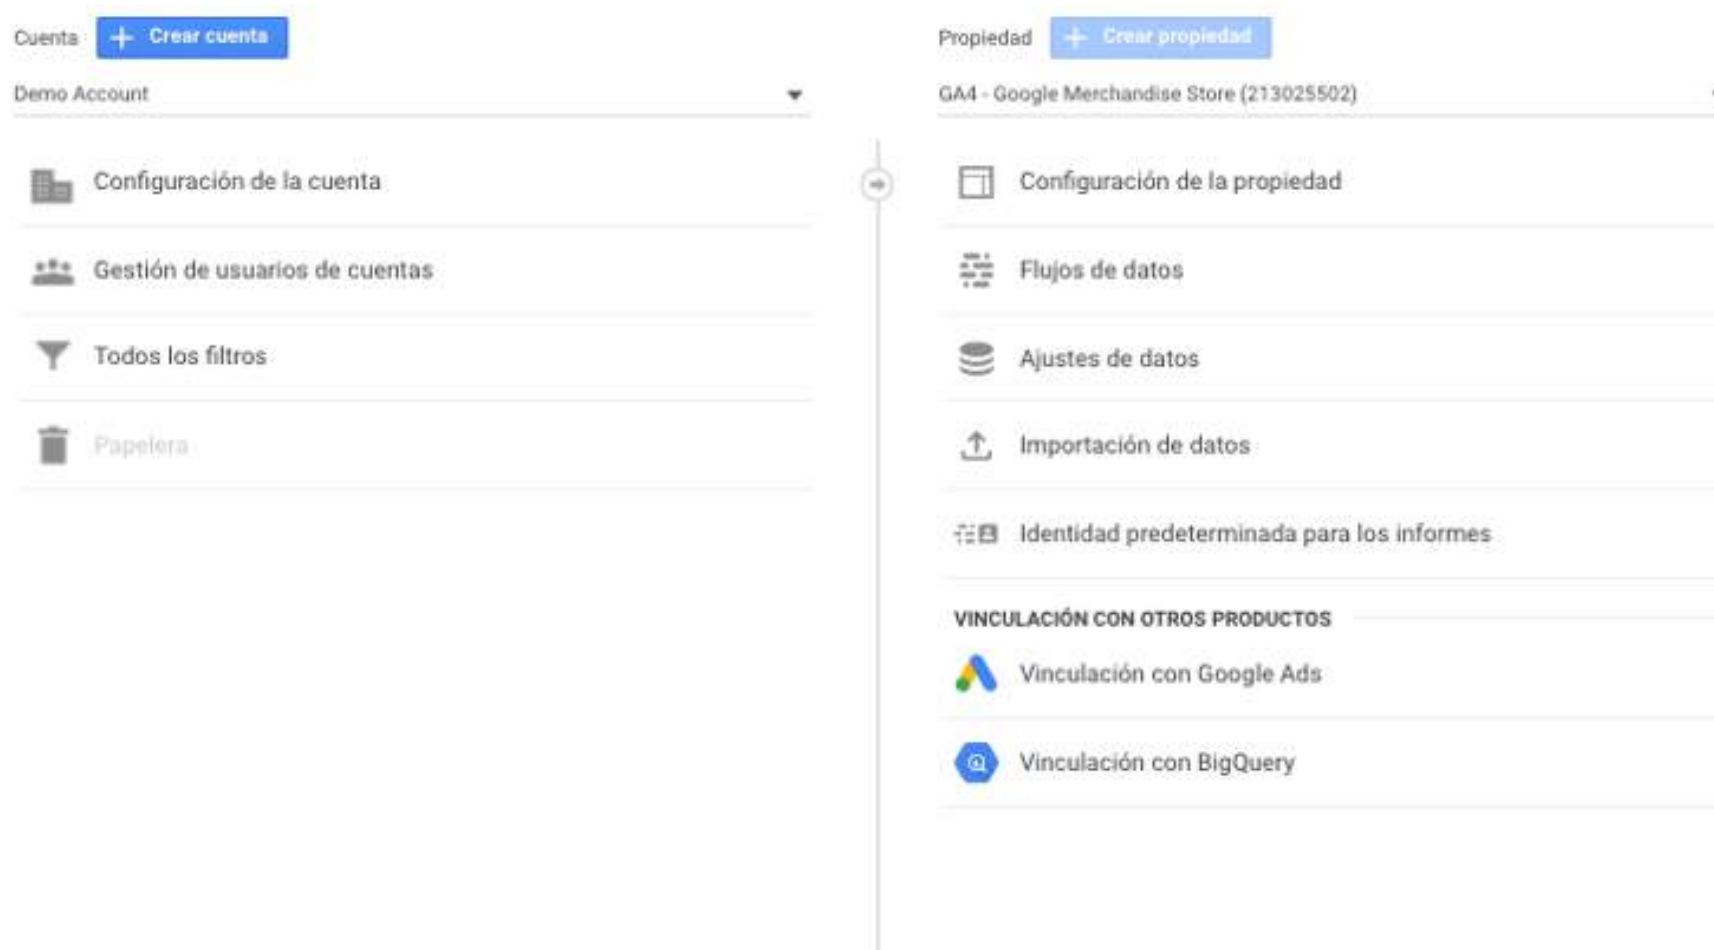 Cuenta + Crear cuenta
Demo Account
Configuración de la cuenta
Gestión de usuarios de cuentas
Todos los filtros
Papelera
Propiedad + Crear propiedad
GA4 - Google Merchandise Store (213025502)
Configuración de la propiedad
Flujos de datos
Ajustes de datos
Importación de datos
Identidad predeterminada para los informes
VINCULACIÓN CON OTROS PRODUCTOS
Vinculación con Google Ads
Vinculación con BigQuery